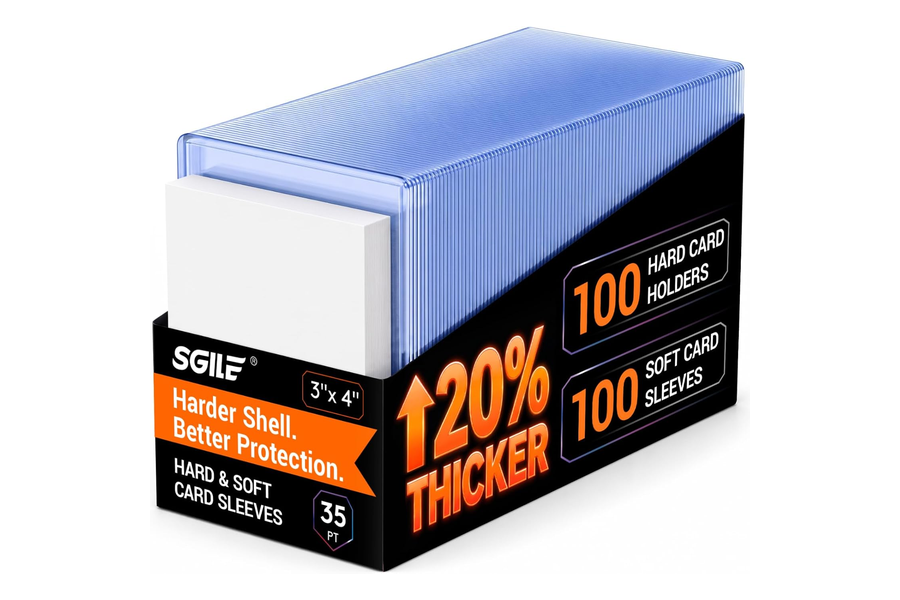 SGILE®
3"x 4"
Harder Shell.
Better Protection.
HARD & SOFT
CARD SLEEVES
35
PT
↑20%
THICKER
100 HARD CARD
HOLDERS
100 SOFT CARD
SLEEVES